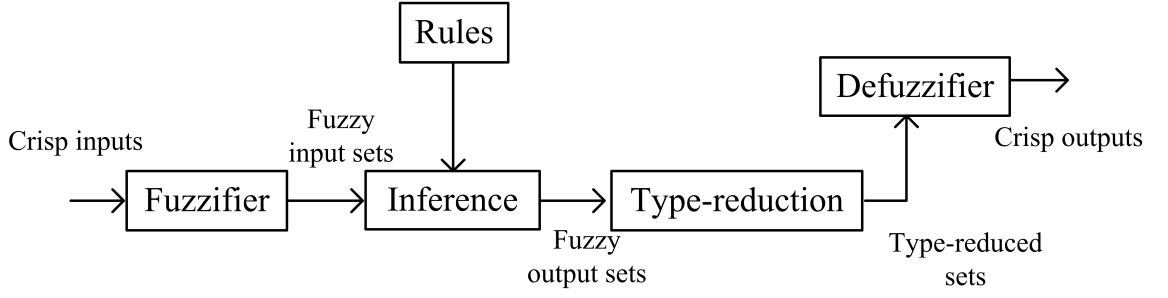 Rules
Defuzzifier
Crisp inputs
Fuzzy
input sets
Crisp outputs
Fuzzifier
Inference
Type-reduction
Fuzzy
output sets
Type-reduced
sets